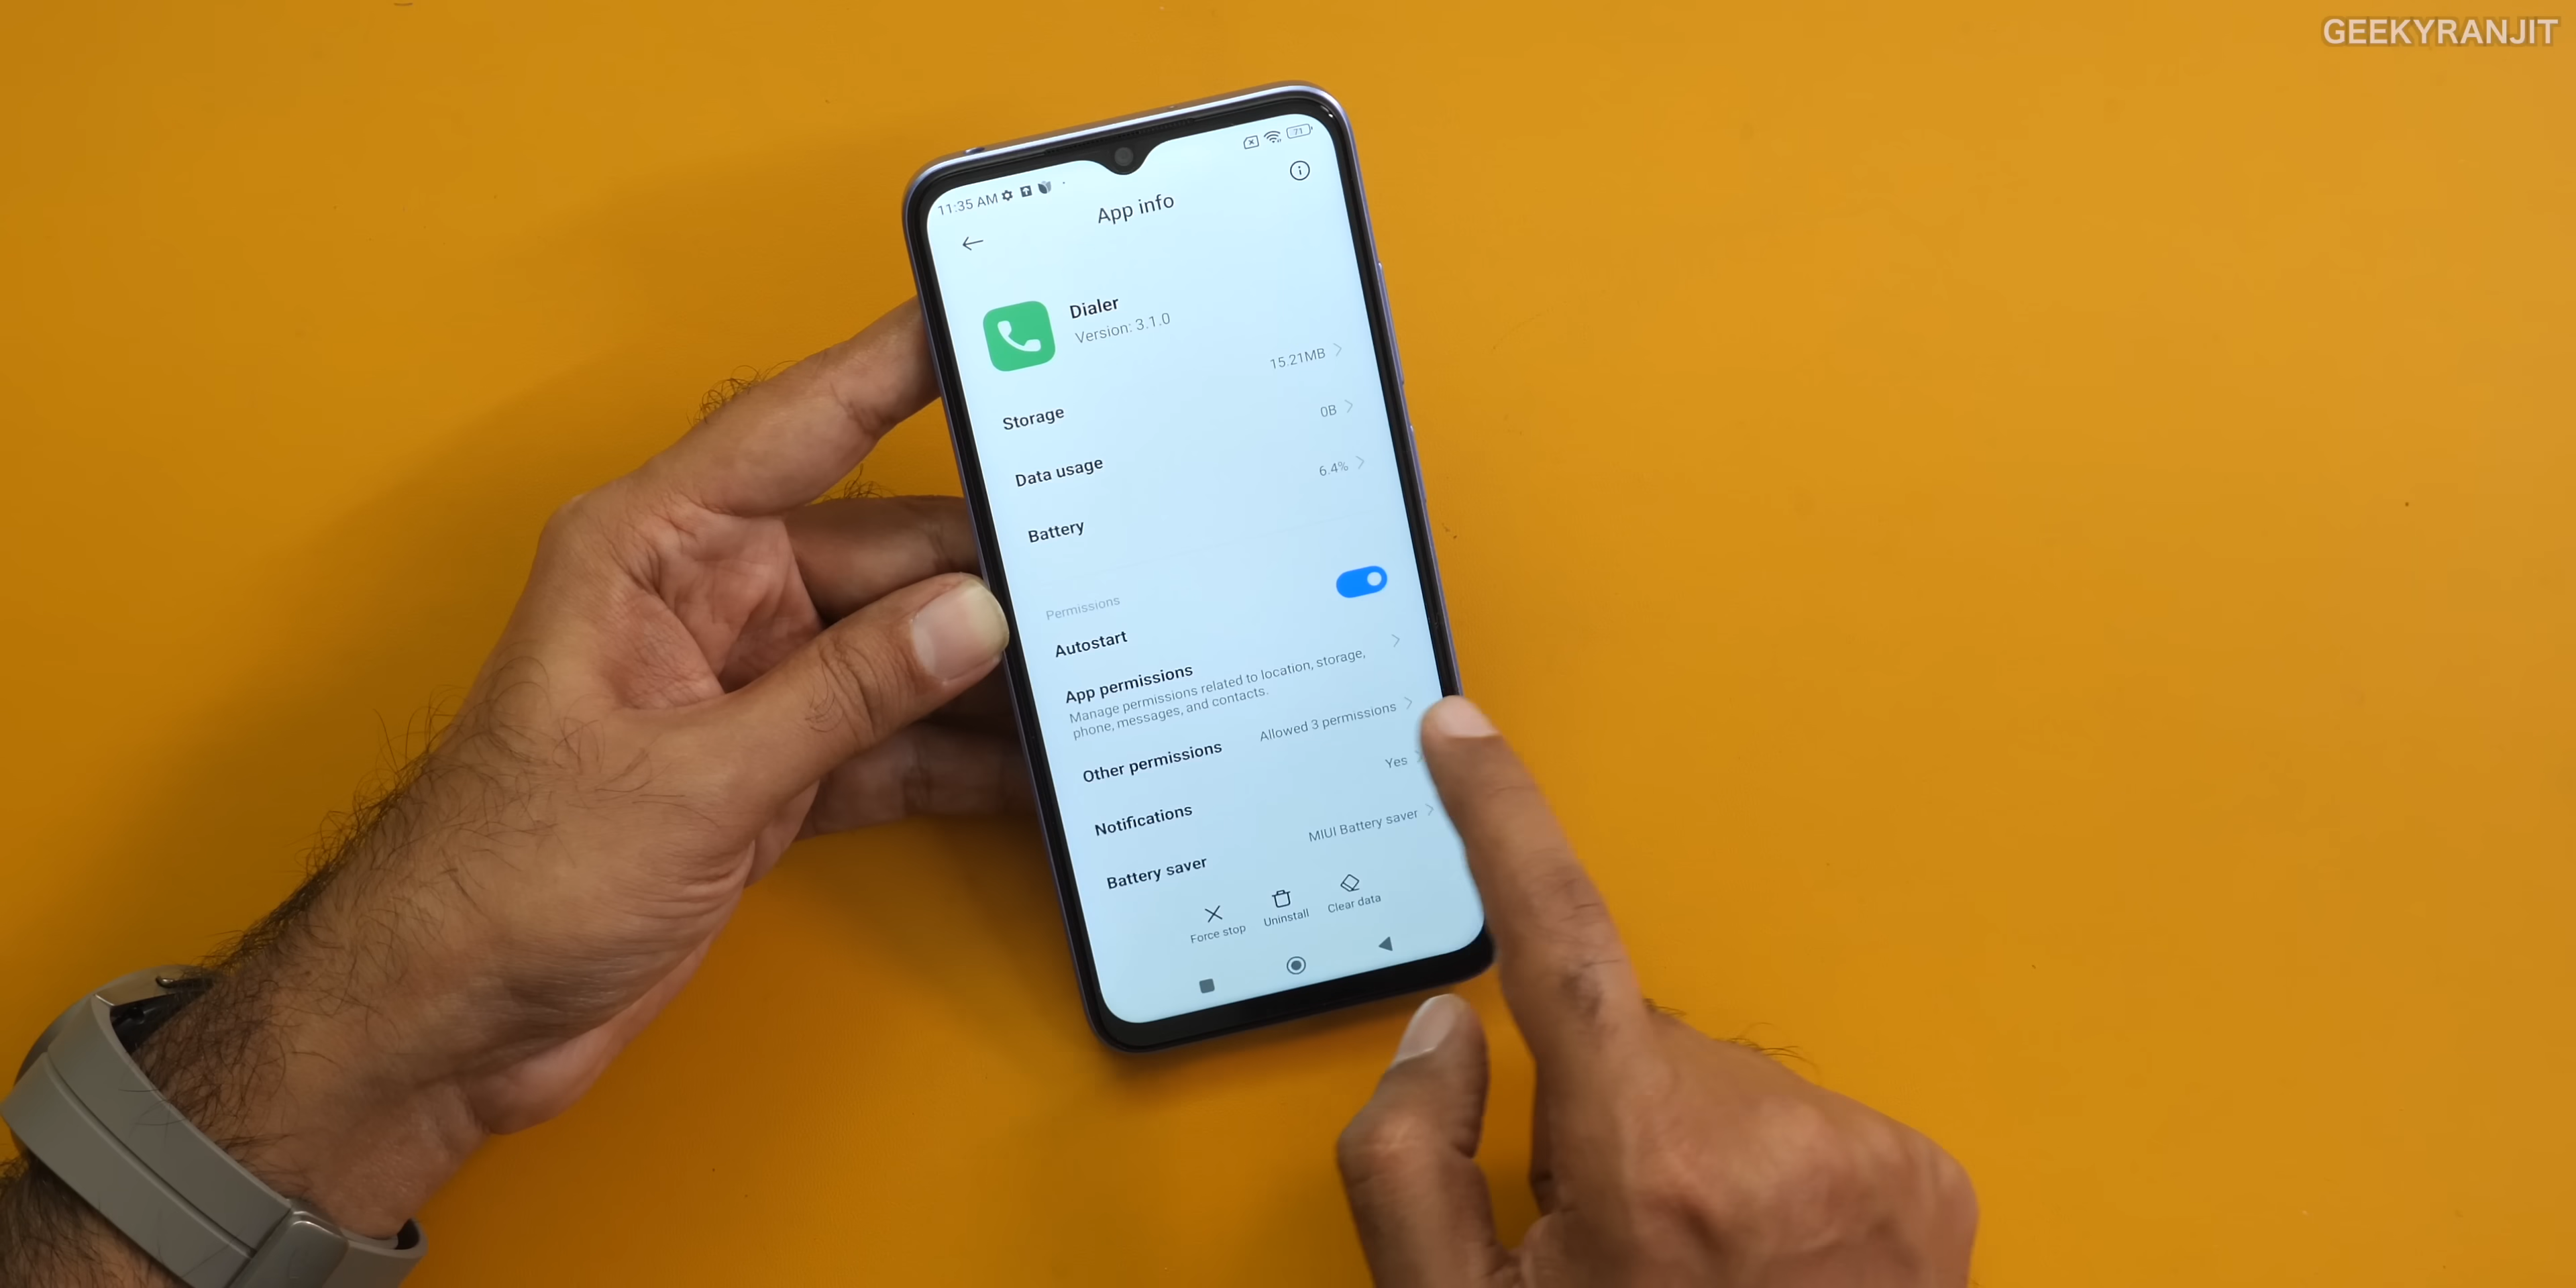 GEEKYRANJIT
11:35 AM
71
App info
Dialer
Version: 3.1.0
Storage 15.21MB
Data usage 0B
Battery 6.4%
Permissions
Autostart
App permissions
Manage permissions related to location, storage,
phone, messages, and contacts.
Other permissions Allowed 3 permissions
Notifications Yes
Battery saver MIUI Battery saver
Force stop Uninstall Clear data